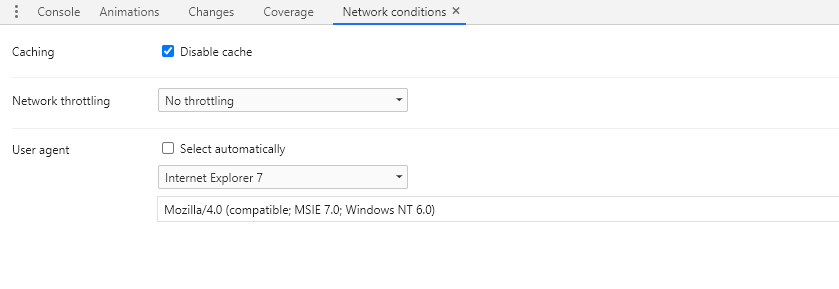 Console Animations Changes Coverage Network conditions ×
Caching Disable cache
Network throttling No throttling
User agent Select automatically
Internet Explorer 7
Mozilla/4.0 (compatible; MSIE 7.0; Windows NT 6.0)